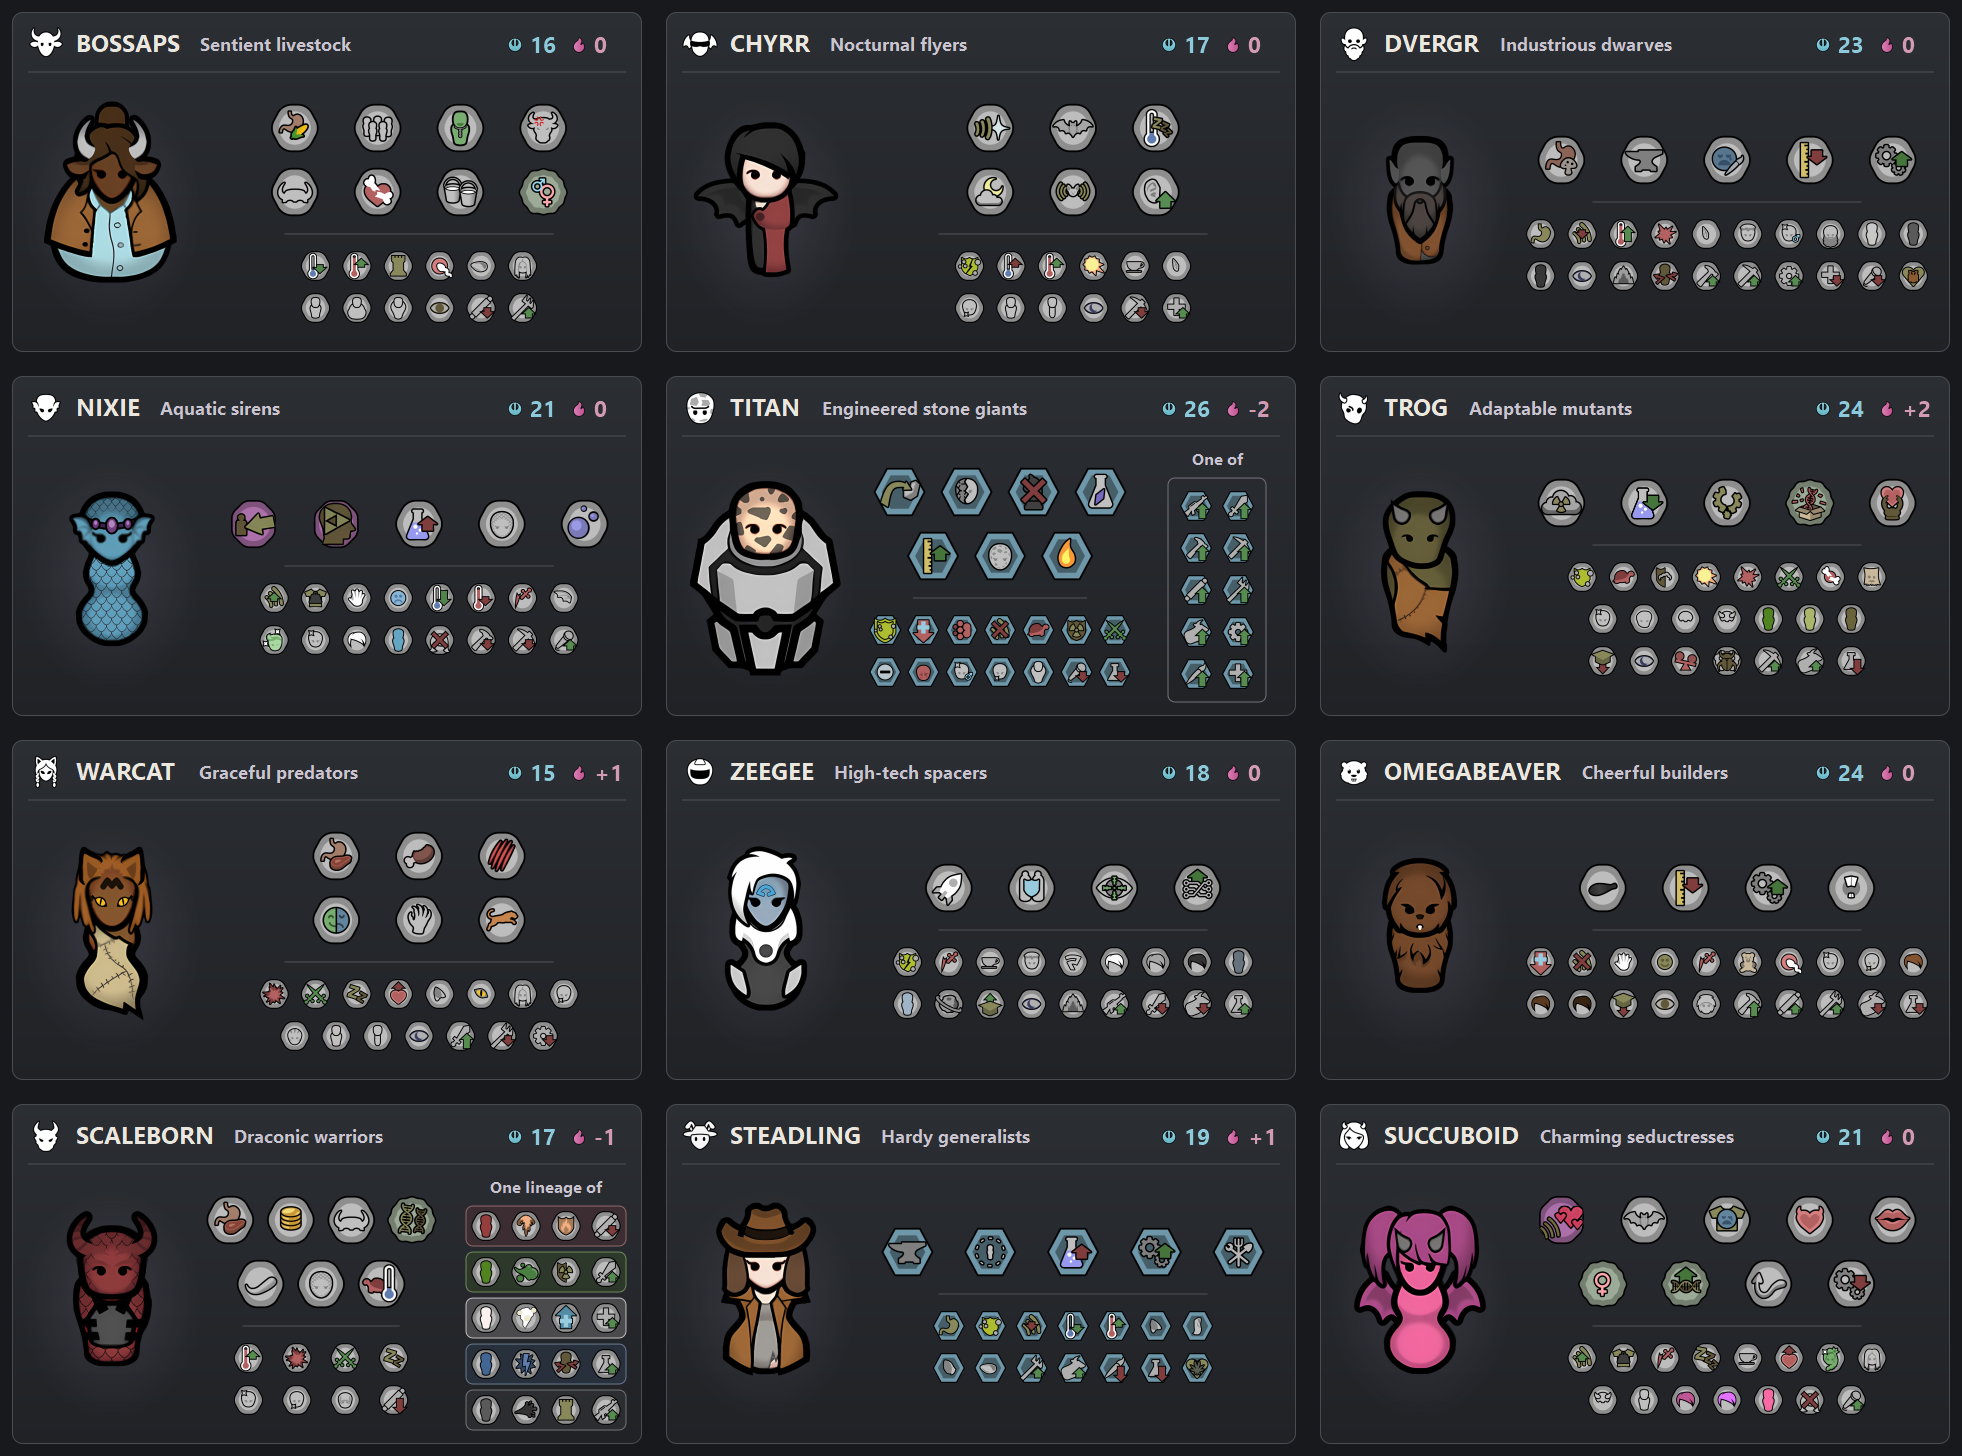 BOSSAPS Sentient livestock 16 0
CHYRR Nocturnal flyers 17 0
DVERGR Industrious dwarves 23 0
NIXIE Aquatic sirens 21 0
TITAN Engineered stone giants 26 -2
One of
TROG Adaptable mutants 24 +2
WARCAT Graceful predators 15 +1
ZEEGEE High-tech spacers 18 0
OMEGABEAVER Cheerful builders 24 0
SCALEBORN Draconic warriors 17 -1
One lineage of
STEADLING Hardy generalists 19 +1
SUCCUBOID Charming seductresses 21 0